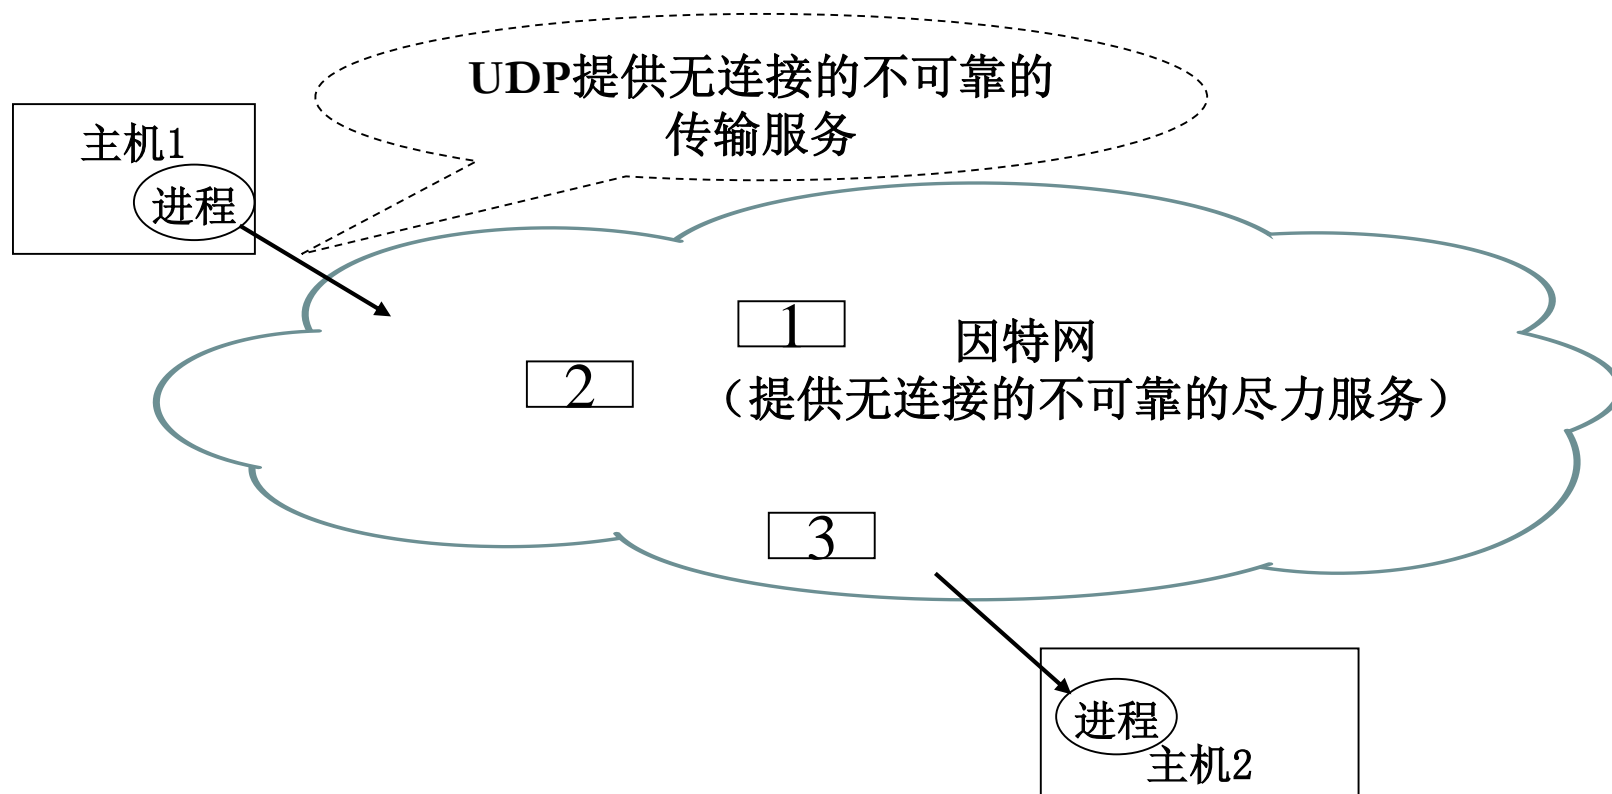 UDP提供无连接的不可靠的
传输服务
主机1
进程
1
因特网
2
（提供无连接的不可靠的尽力服务）
3
进程
主机2